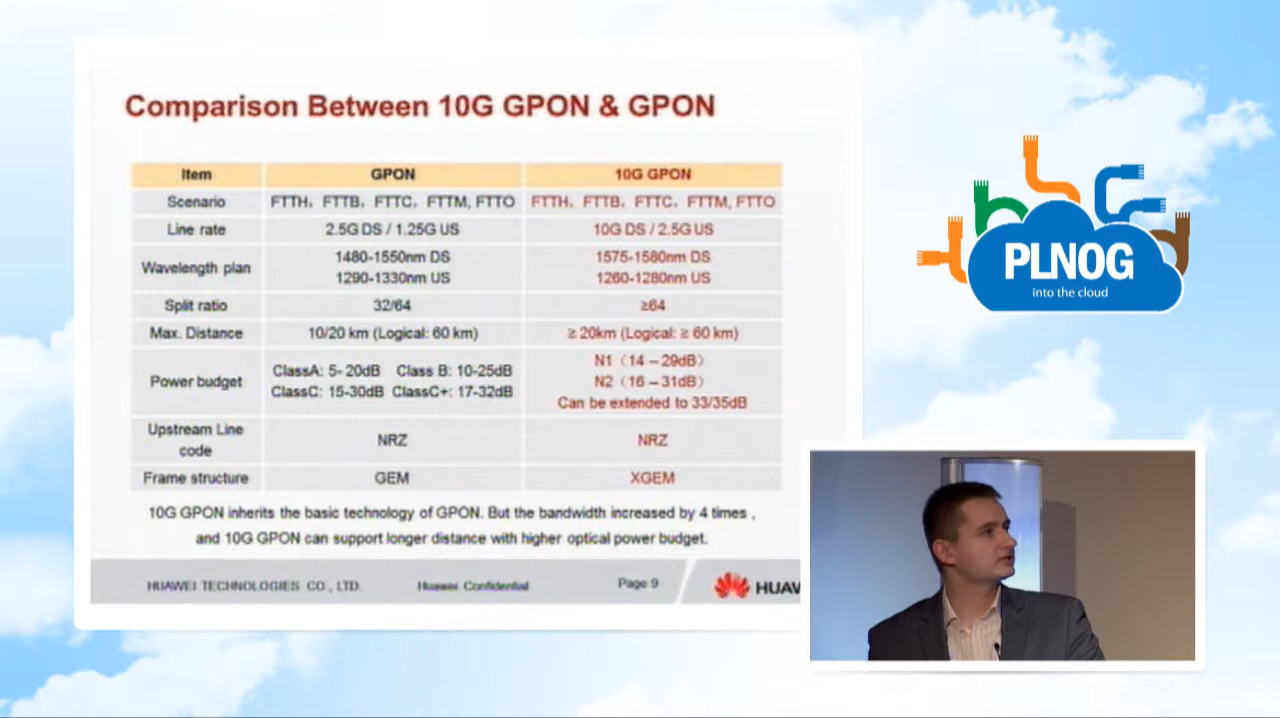 Comparison Between 10G GPON & GPON
Item GPON 10G GPON
Scenario FTTH, FTTB, FTTC, FTTM, FTTO FTTH, FTTB, FTTC, FTTM, FTTO
Line rate 2.5G DS / 1.25G US 10G DS / 2.5G US
Wavelength plan 1480-1550nm DS 1575-1580nm DS
1290-1330nm US 1260-1280nm US
Split ratio 32/64 ≥64
Max. Distance 10/20 km (Logical: 60 km) ≥ 20km (Logical: ≥ 60 km)
Power budget ClassA: 5- 20dB Class B: 10-25dB N1 (14 – 29dB)
ClassC: 15-30dB ClassC+: 17-32dB N2 (16 – 31dB)
Can be extended to 33/35dB
Upstream Line
code NRZ NRZ
Frame structure GEM XGEM
10G GPON inherits the basic technology of GPON. But the bandwidth increased by 4 times ,
and 10G GPON can support longer distance with higher optical power budget.
HUAWEI TECHNOLOGIES CO., LTD. Huawei Confidential Page 9 HUAW
PLNOG
into the cloud